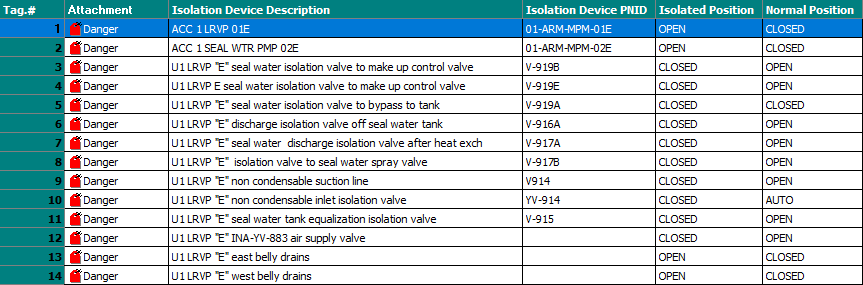 Tag.# Attachment Isolation Device Description Isolation Device PNID Isolated Position Normal Position
1 Danger ACC 1 LRVP 01E 01-ARM-MPM-01E OPEN CLOSED
2 Danger ACC 1 SEAL WTR PMP 02E 01-ARM-MPM-02E OPEN CLOSED
3 Danger U1 LRVP "E" seal water isolation valve to make up control valve V-919B CLOSED OPEN
4 Danger U1 LRVP E seal water isolation valve to make up control valve V-919E CLOSED OPEN
5 Danger U1 LRVP "E" seal water isolation valve to bypass to tank V-919A CLOSED CLOSED
6 Danger U1 LRVP "E" discharge isolation valve off seal water tank V-916A CLOSED OPEN
7 Danger U1 LRVP "E" seal water  discharge isolation valve after heat exch V-917A CLOSED OPEN
8 Danger U1 LRVP "E"  isolation valve to seal water spray valve V-917B CLOSED OPEN
9 Danger U1 LRVP "E" non condensable suction line V914 CLOSED OPEN
10 Danger U1 LRVP "E" non condensable inlet isolation valve YV-914 CLOSED AUTO
11 Danger U1 LRVP "E" seal water tank equalization isolation valve V-915 CLOSED OPEN
12 Danger U1 LRVP "E" INA-YV-883 air supply valve CLOSED OPEN
13 Danger U1 LRVP "E" east belly drains OPEN CLOSED
14 Danger U1 LRVP "E" west belly drains OPEN CLOSED